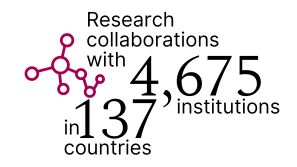 Research
collaborations
with 4,675
institutions
in 137
countries